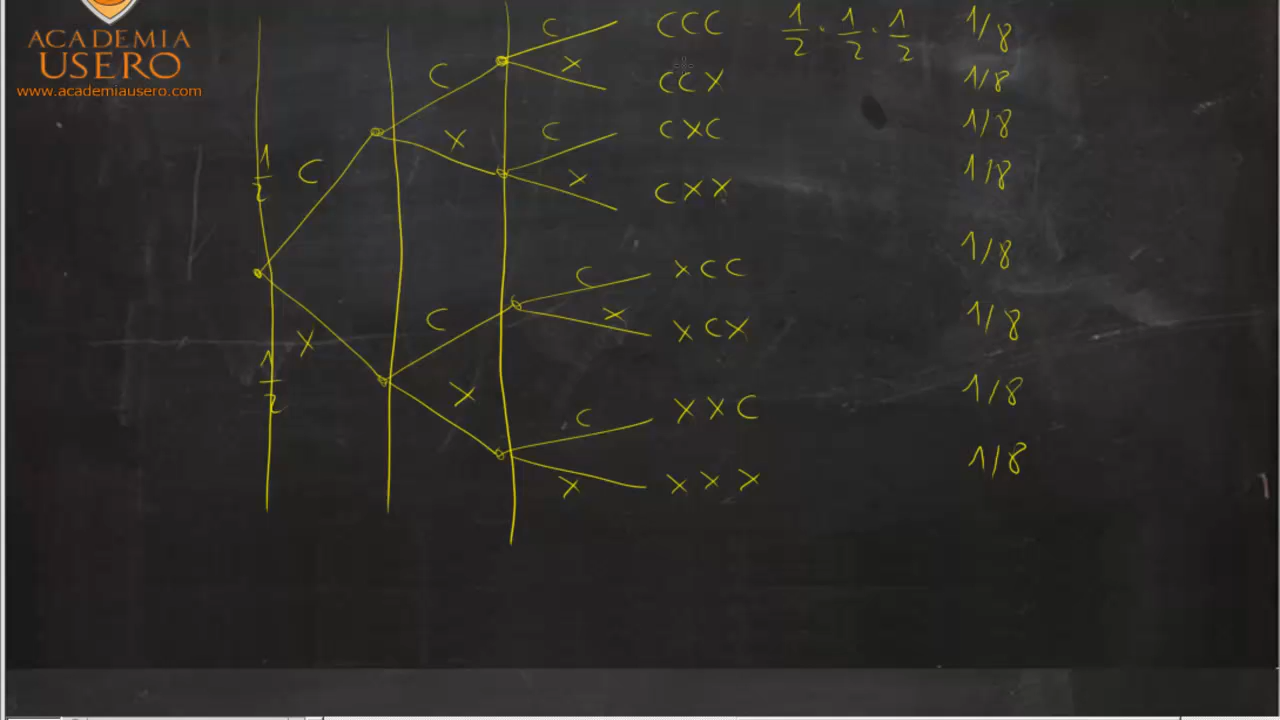 ACADEMIA
USERO
www.academiausero.com
C CCC 1/2 · 1/2 · 1/2 1/8
C X CCX 1/8
1/2 C X C CXC 1/8
X CXX 1/8
C XCC 1/8
1/2 X C X XCX 1/8
X C XXC 1/8
X XXX 1/8